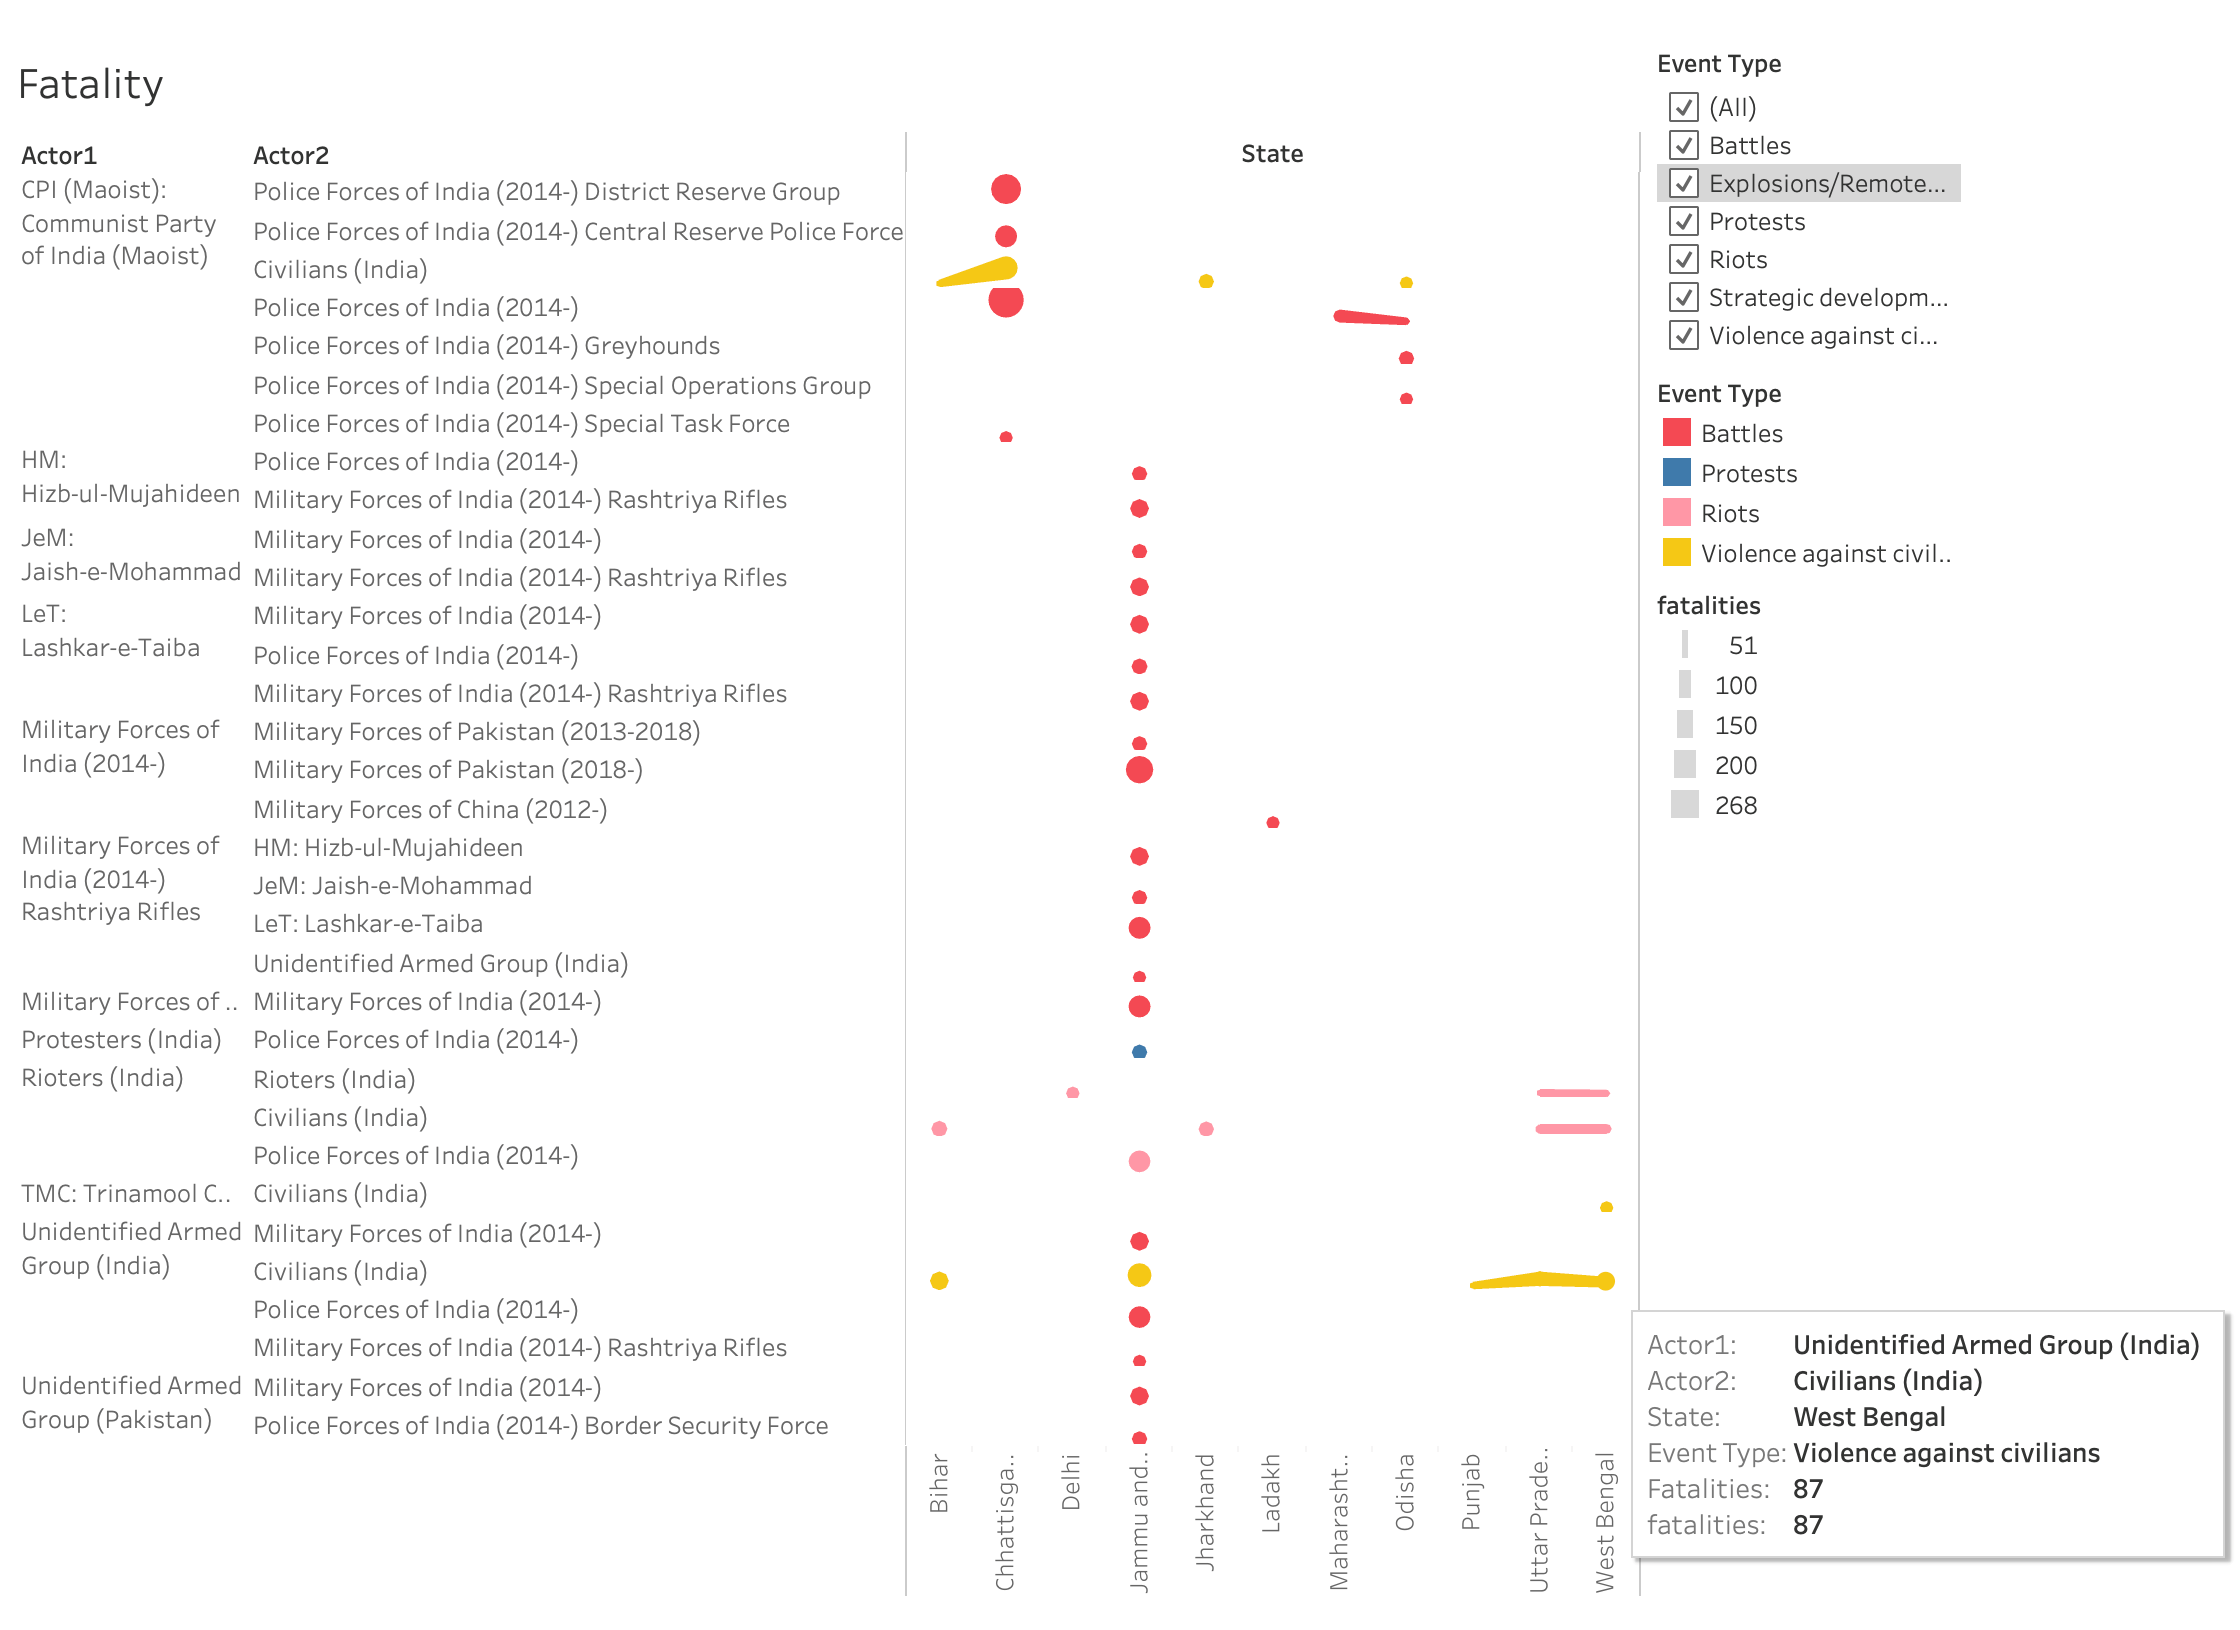 Fatality
Actor1
Actor2
State
CPI (Maoist):
Communist Party
of India (Maoist)
Police Forces of India (2014-) District Reserve Group
Police Forces of India (2014-) Central Reserve Police Force
Civilians (India)
Police Forces of India (2014-)
Police Forces of India (2014-) Greyhounds
Police Forces of India (2014-) Special Operations Group
Police Forces of India (2014-) Special Task Force
HM:
Hizb-ul-Mujahideen
Police Forces of India (2014-)
Military Forces of India (2014-) Rashtriya Rifles
JeM:
Jaish-e-Mohammad
Military Forces of India (2014-)
Military Forces of India (2014-) Rashtriya Rifles
LeT:
Lashkar-e-Taiba
Military Forces of India (2014-)
Police Forces of India (2014-)
Military Forces of India (2014-) Rashtriya Rifles
Military Forces of
India (2014-)
Military Forces of Pakistan (2013-2018)
Military Forces of Pakistan (2018-)
Military Forces of China (2012-)
Military Forces of
India (2014-)
Rashtriya Rifles
HM: Hizb-ul-Mujahideen
JeM: Jaish-e-Mohammad
LeT: Lashkar-e-Taiba
Unidentified Armed Group (India)
Military Forces of ..
Military Forces of India (2014-)
Protesters (India)
Police Forces of India (2014-)
Rioters (India)
Rioters (India)
Civilians (India)
Police Forces of India (2014-)
TMC: Trinamool C..
Civilians (India)
Unidentified Armed
Group (India)
Military Forces of India (2014-)
Civilians (India)
Police Forces of India (2014-)
Military Forces of India (2014-) Rashtriya Rifles
Unidentified Armed
Group (Pakistan)
Military Forces of India (2014-)
Police Forces of India (2014-) Border Security Force
Bihar
Chhattisga..
Delhi
Jammu and..
Jharkhand
Ladakh
Maharasht..
Odisha
Punjab
Uttar Prade..
West Bengal
Event Type
(All)
Battles
Explosions/Remote...
Protests
Riots
Strategic developm...
Violence against ci...
Event Type
Battles
Protests
Riots
Violence against civil..
fatalities
51
100
150
200
268
Actor1: Unidentified Armed Group (India)
Actor2: Civilians (India)
State: West Bengal
Event Type: Violence against civilians
Fatalities: 87
fatalities: 87